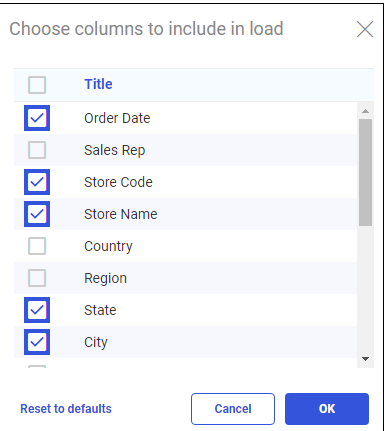 Choose columns to include in load
Title
Order Date
Sales Rep
Store Code
Store Name
Country
Region
State
City
Reset to defaults
Cancel
OK